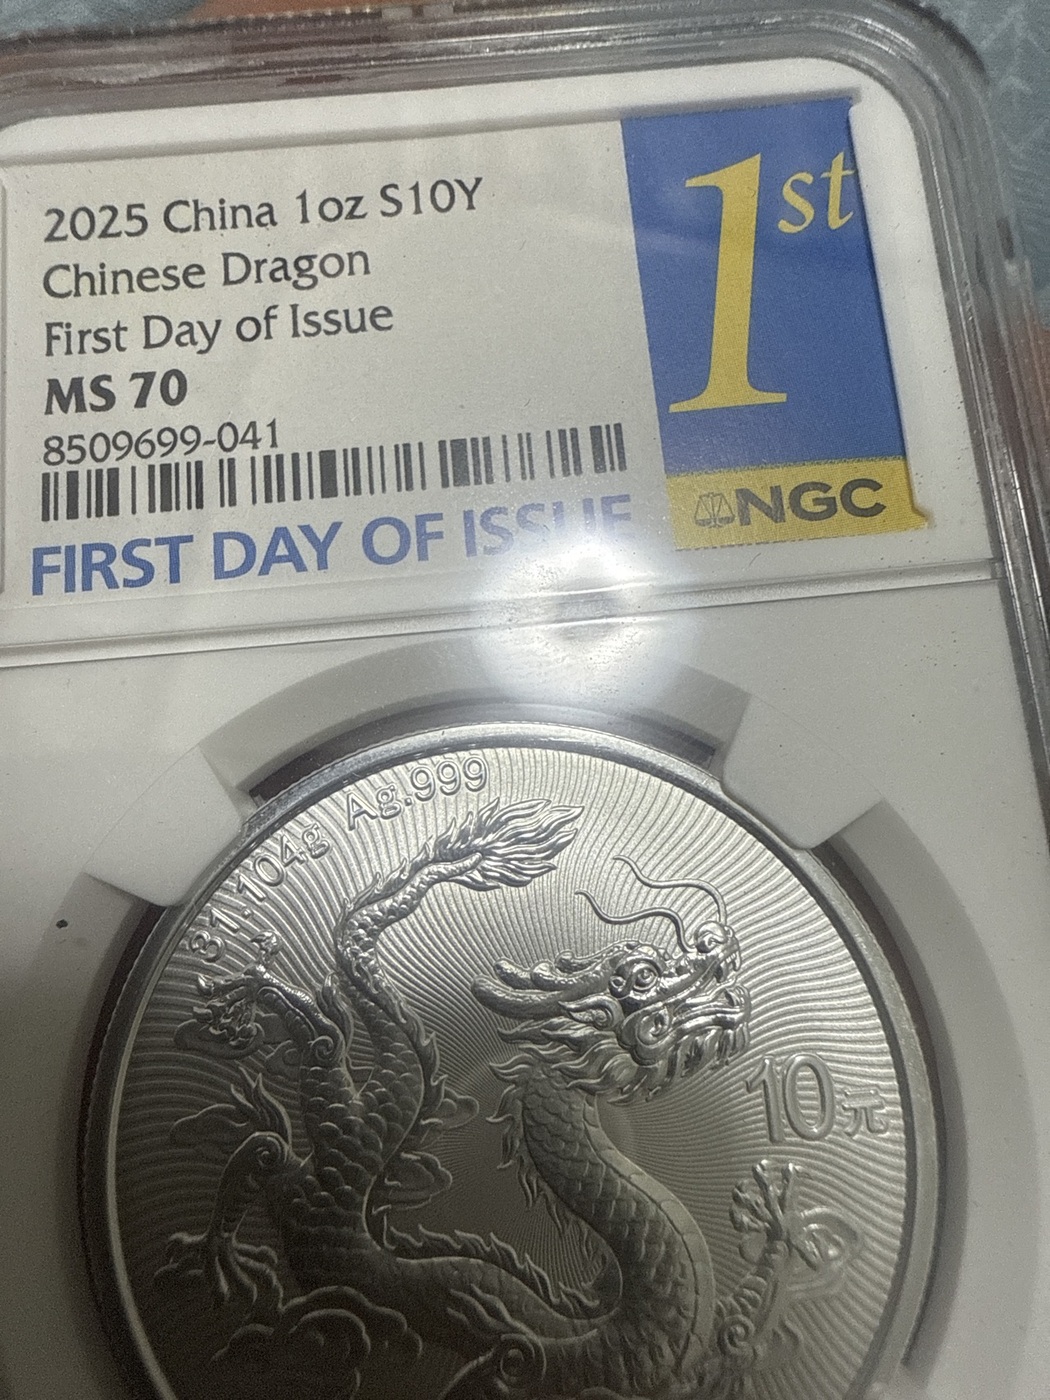 2025 China 1oz S10Y
Chinese Dragon
First Day of Issue
MS 70
8509699-041
FIRST DAY OF ISSUE
1st
NGC
31.104g Ag.999
10元